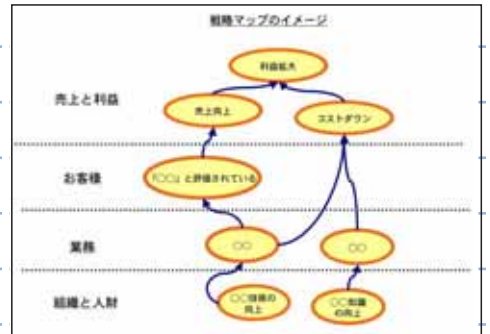 戦略マップのイメージ
利益拡大
売上と利益
売上向上
コストダウン
お客様
「○○」と評価されている
業務
○○
○○
組織と人財
○○技術の
向上
○○知識
の向上